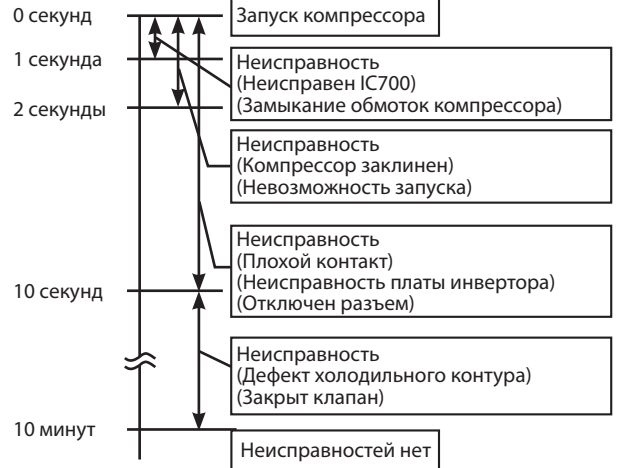 0 секунд
Запуск компрессора
1 секунда
Неисправность
(Неисправен IC700)
(Замыкание обмоток компрессора)
2 секунды
Неисправность
(Компрессор заклинен)
(Невозможность запуска)
Неисправность
(Плохой контакт)
(Неисправность платы инвертора)
(Отключен разъем)
10 секунд
Неисправность
(Дефект холодильного контура)
(Закрыт клапан)
10 минут
Неисправностей нет